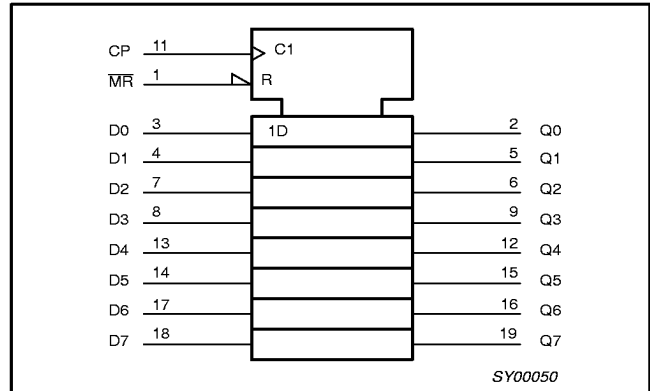 CP 11 C1
M̅R̅ 1 R
D0 3 1D 2 Q0
D1 4 5 Q1
D2 7 6 Q2
D3 8 9 Q3
D4 13 12 Q4
D5 14 15 Q5
D6 17 16 Q6
D7 18 19 Q7
SY00050